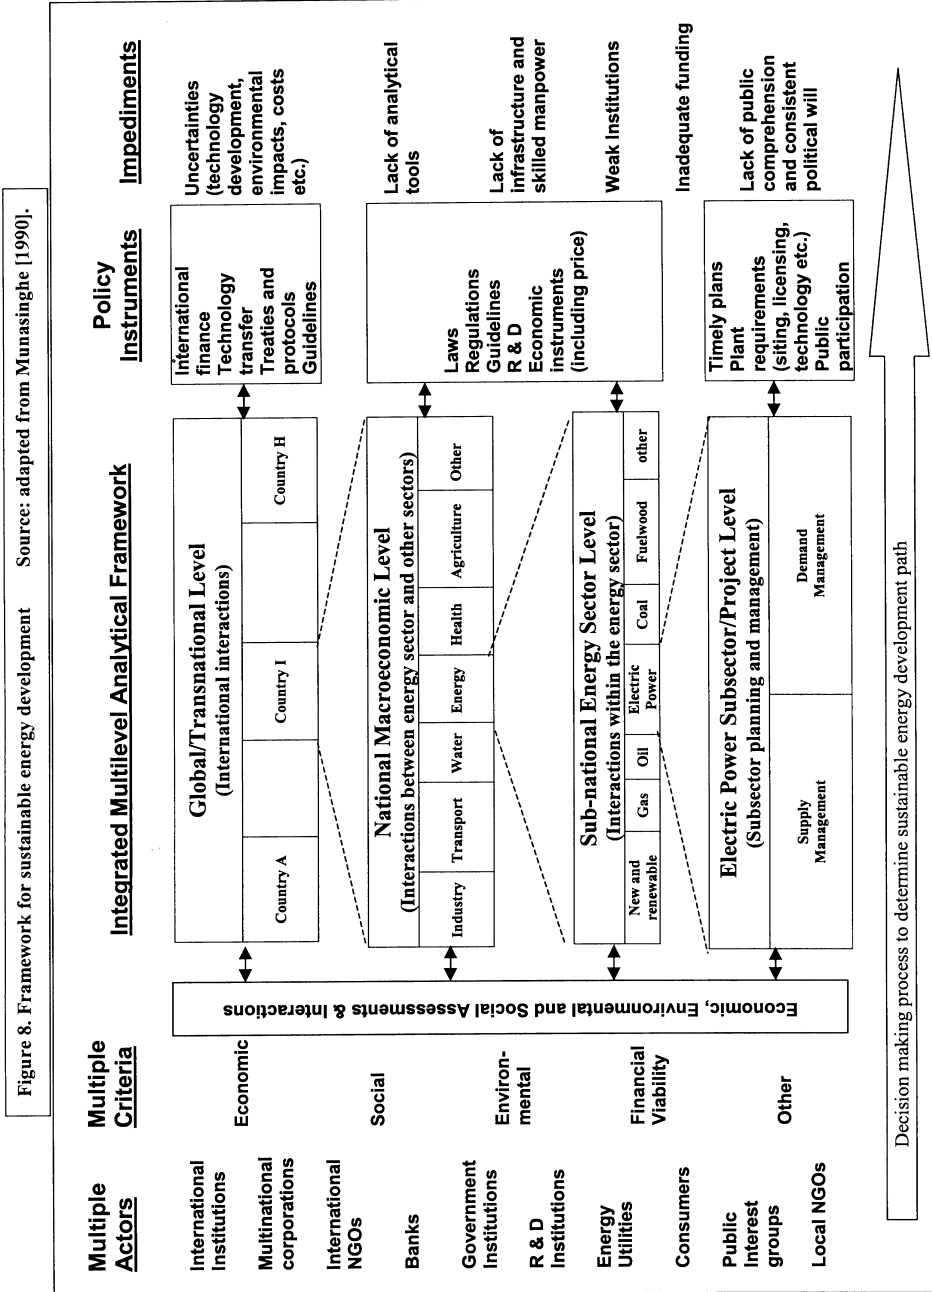 Figure 8. Framework for sustainable energy development Source: adapted from Munasinghe [1990].
Multiple
Actors
International
Institutions
Multinational
corporations
International
NGOs
Banks
Government
Institutions
R & D
Institutions
Energy
Utilities
Consumers
Public
Interest
groups
Local NGOs
Multiple
Criteria
Economic
Social
Environ-
mental
Financial
Viability
Other
Economic, Environmental and Social Assessments & Interactions
Integrated Multilevel Analytical Framework
Global/Transnational Level
(International interactions)
Country A
Country I
Country H
National Macroeconomic Level
(Interactions between energy sector and other sectors)
Industry
Transport
Water
Energy
Health
Agriculture
Other
Sub-national Energy Sector Level
(Interactions within the energy sector)
New and
renewable
Gas
Oil
Electric
Power
Coal
Fuelwood
other
Electric Power Subsector/Project Level
(Subsector planning and management)
Supply
Management
Demand
Management
Policy
Instruments
International
finance
Technology
transfer
Treaties and
protocols
Guidelines
Laws
Regulations
Guidelines
R & D
Economic
instruments
(including price)
Timely plans
Plant
requirements
(siting, licensing,
technology etc.)
Public
participation
Impediments
Uncertainties
(technology
development,
environmental
impacts, costs
etc.)
Lack of analytical
tools
Lack of
infrastructure and
skilled manpower
Weak Institutions
Inadequate funding
Lack of public
comprehension
and consistent
political will
Decision making process to determine sustainable energy development path